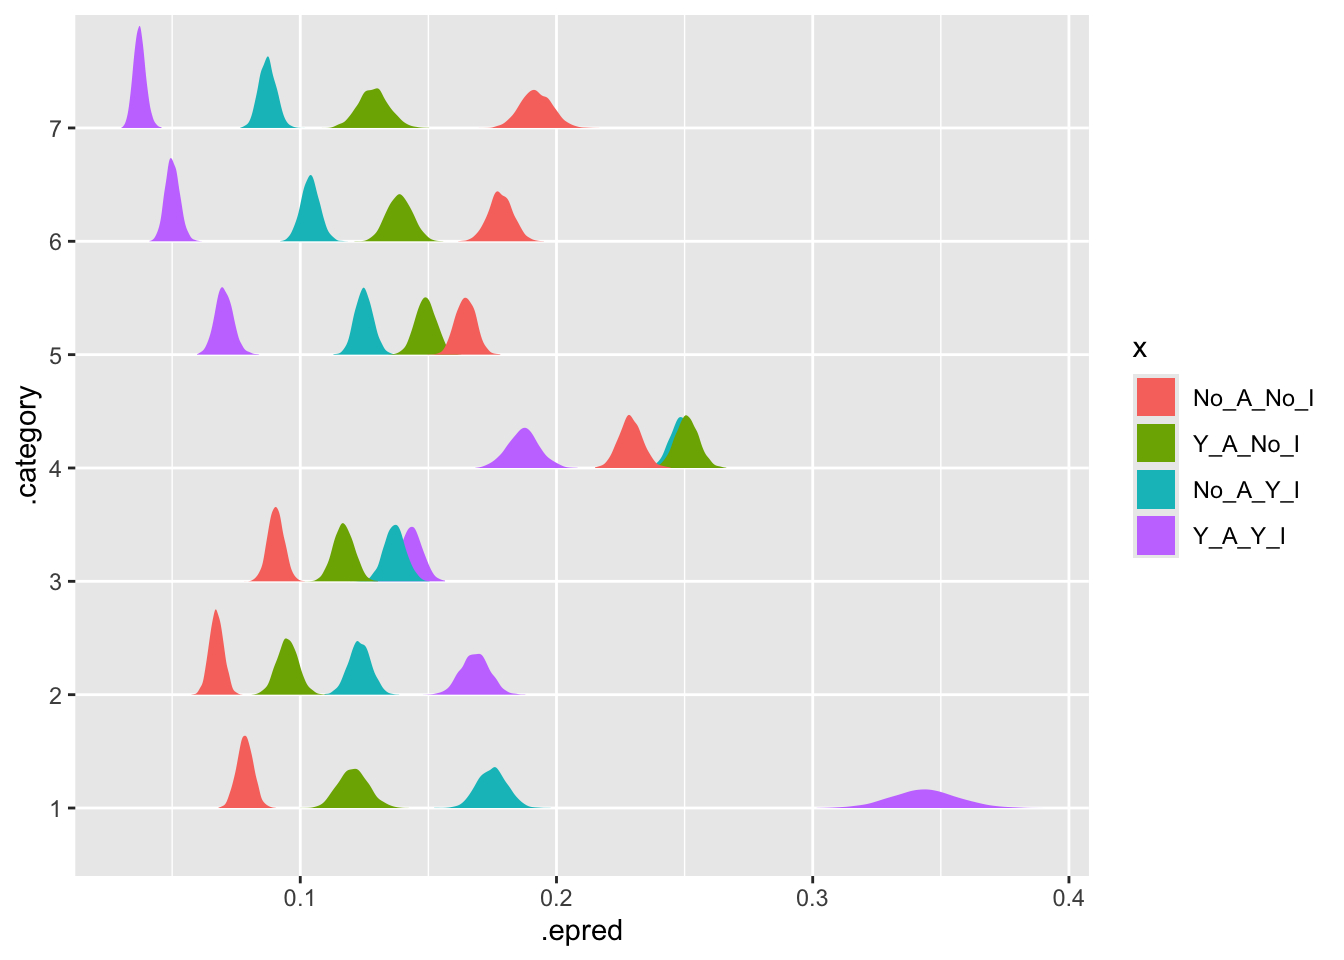 7
6
5
4
3
2
1
.category
0.1 0.2 0.3 0.4
.epred
x
No_A_No_I
Y_A_No_I
No_A_Y_I
Y_A_Y_I